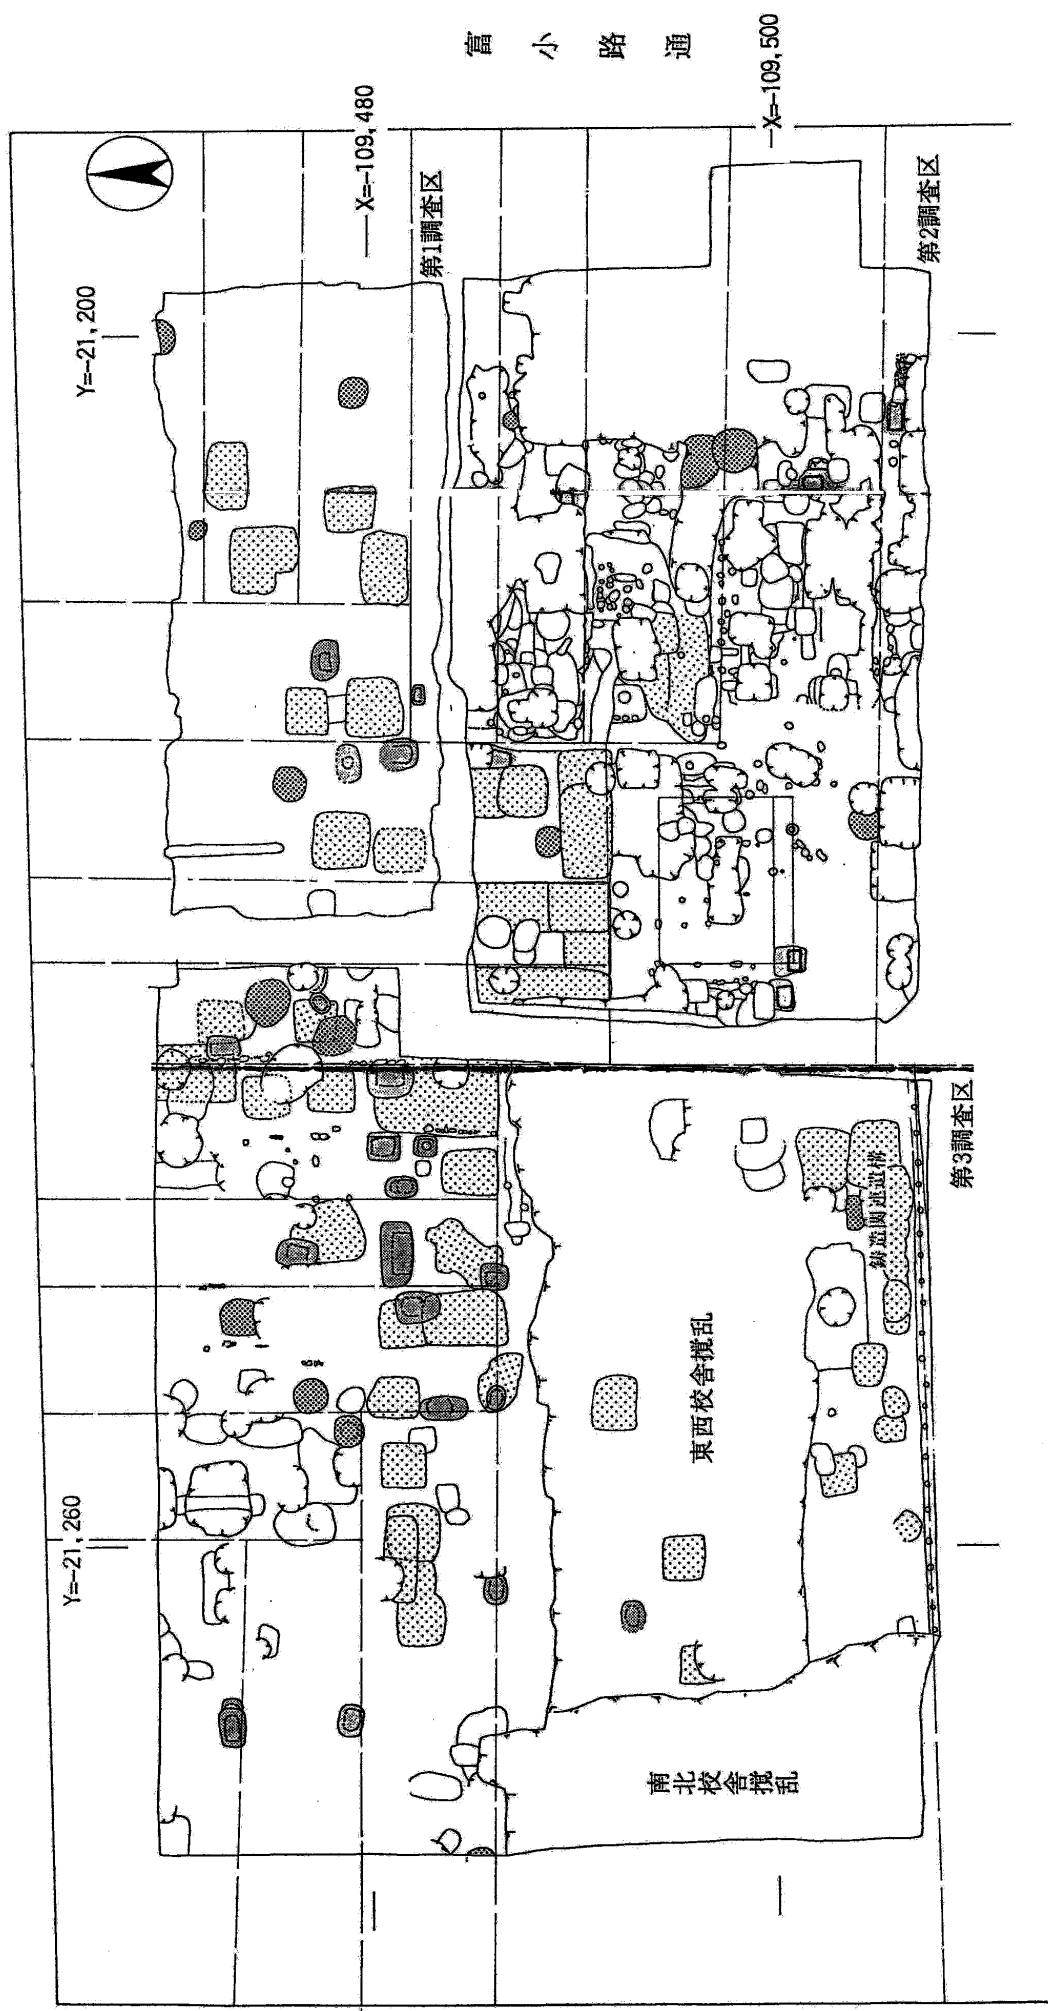 富小路通
X=-109,500
X=-109,480
第1調査区
第2調査区
Y=-21,200
第3調査区
鋳造関連遺構
東西校舎撹乱
Y=-21,260
南北校舎撹乱